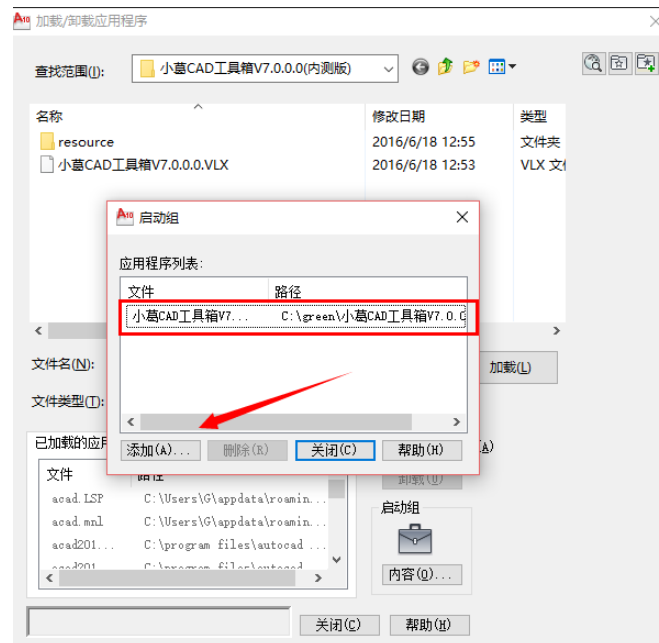 A10 加载/卸载应用程序
查找范围(I): 小葛CAD工具箱V7.0.0.0(内测版)
名称 修改日期 类型
resource 2016/6/18 12:55 文件夹
小葛CAD工具箱V7.0.0.0.VLX 2016/6/18 12:53 VLX 文
A10 启动组
应用程序列表:
文件 路径
小葛CAD工具箱V7... C:\green\小葛CAD工具箱V7.0.0
文件名(N): 加载(L)
文件类型(T):
添加(A)... 删除(R) 关闭(C) 帮助(H)
已加载的应用 (A)
文件 路径 卸载(U)
acad.LSP C:\Users\G\appdata\roamin...
启动组
acad.mnl C:\Users\G\appdata\roamin...
acad201... C:\program files\autocad ...
acad201 C:\program files\autocad
内容(O)...
关闭(C) 帮助(H)